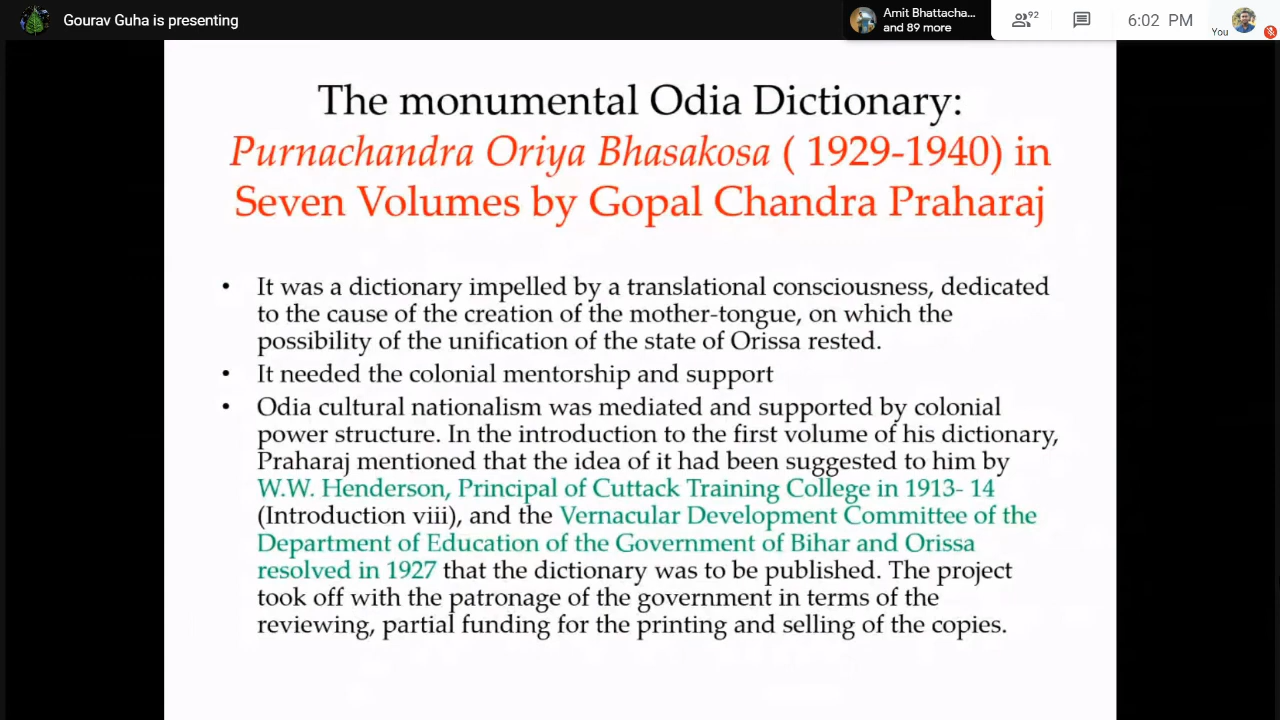 Gourav Guha is presenting
Amit Bhattacha...
and 89 more
92
6:02 PM
You
The monumental Odia Dictionary:
Purnachandra Oriya Bhasakosa ( 1929-1940) in
Seven Volumes by Gopal Chandra Praharaj
• It was a dictionary impelled by a translational consciousness, dedicated
to the cause of the creation of the mother-tongue, on which the
possibility of the unification of the state of Orissa rested.
• It needed the colonial mentorship and support
• Odia cultural nationalism was mediated and supported by colonial
power structure. In the introduction to the first volume of his dictionary,
Praharaj mentioned that the idea of it had been suggested to him by
W.W. Henderson, Principal of Cuttack Training College in 1913- 14
(Introduction viii), and the Vernacular Development Committee of the
Department of Education of the Government of Bihar and Orissa
resolved in 1927 that the dictionary was to be published. The project
took off with the patronage of the government in terms of the
reviewing, partial funding for the printing and selling of the copies.